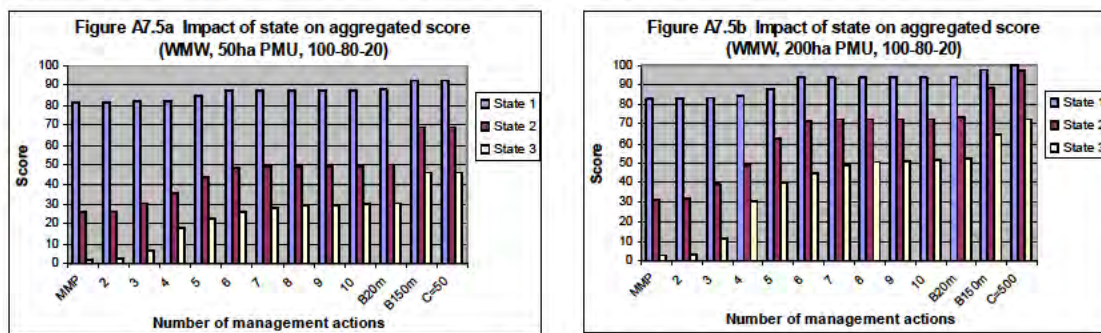 Figure A7.5a Impact of state on aggregated score
(WMW, 50ha PMU, 100-80-20)
100
90
80
70
60
50
40
30
20
10
0
Score
MMP
2
3
4
5
6
7
8
9
10
B20m
B150m
C=50
Number of management actions
State 1
State 2
State 3
Figure A7.5b Impact of state on aggregated score
(WMW, 200ha PMU, 100-80-20)
100
90
80
70
60
50
40
30
20
10
0
Score
MMP
2
3
4
5
6
7
8
9
10
B20m
B150m
C=500
Number of management actions
State 1
State 2
State 3